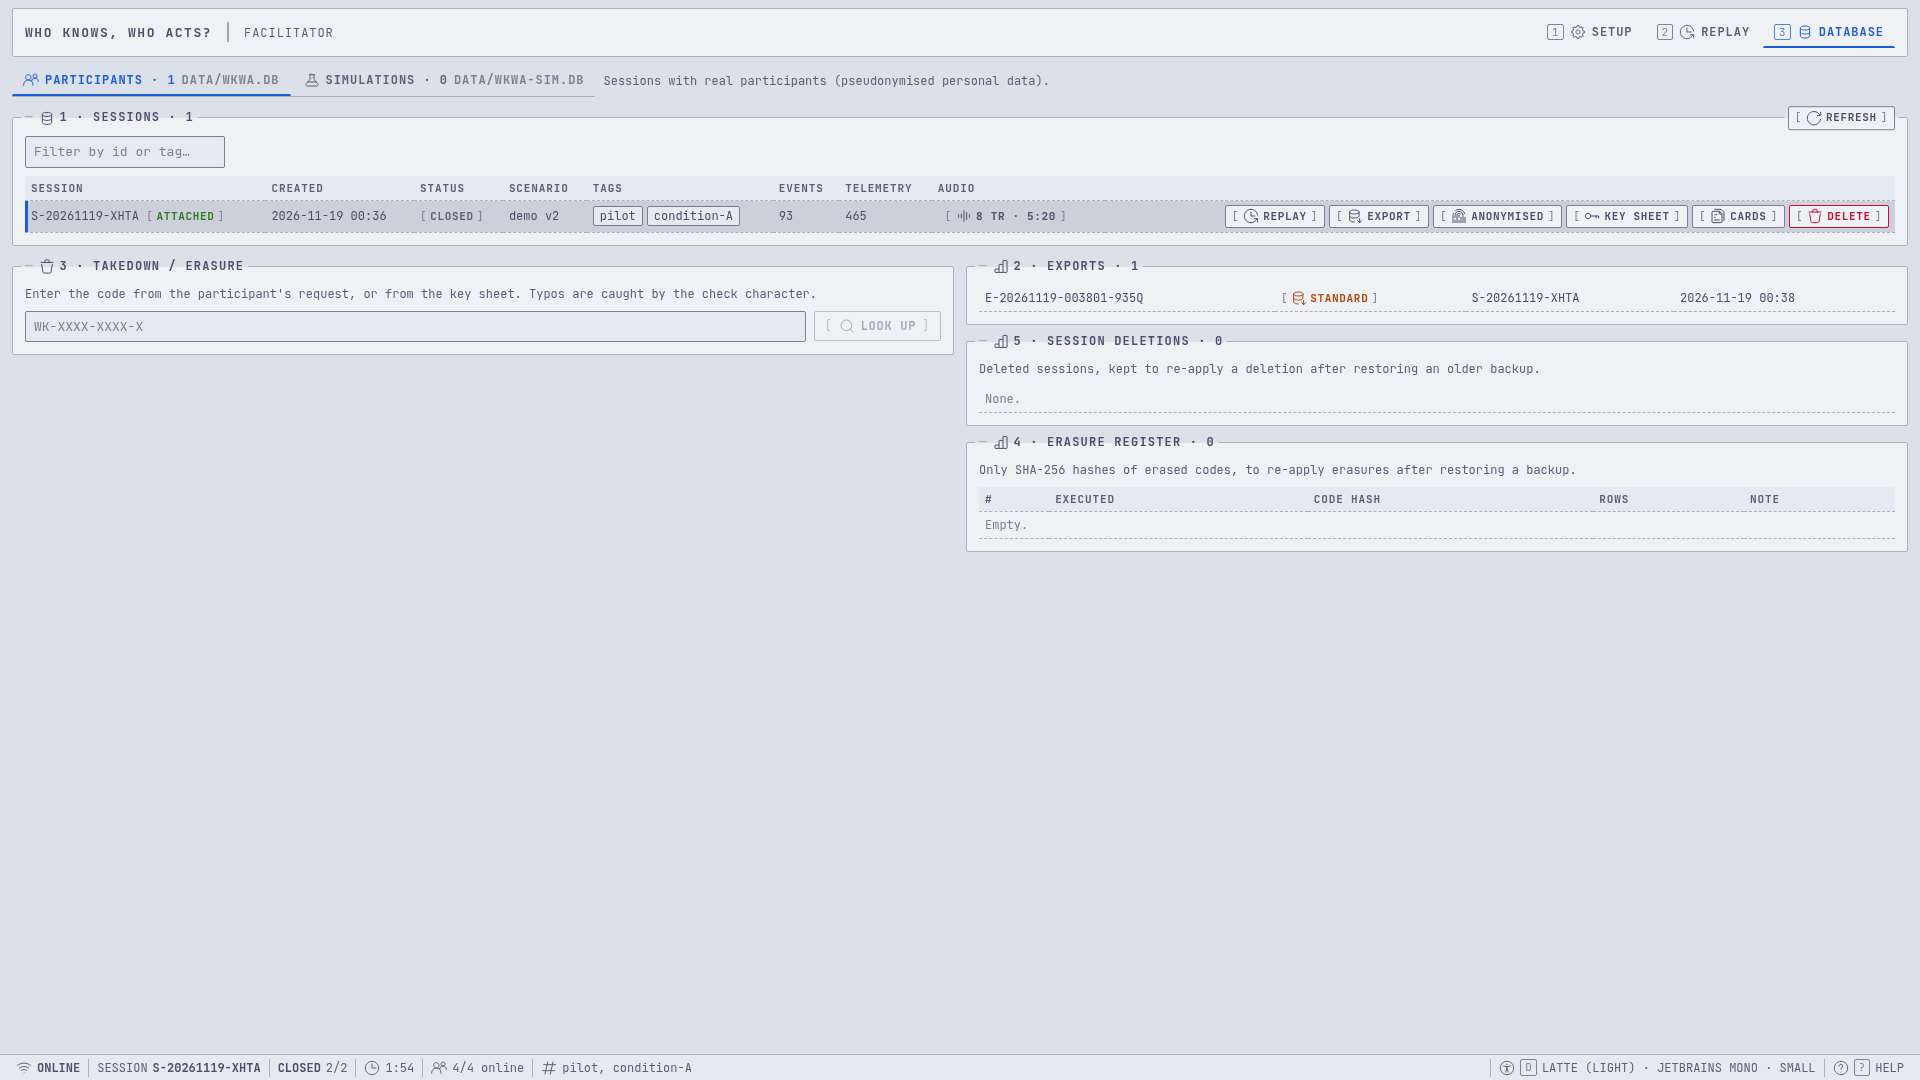 WHO KNOWS, WHO ACTS? FACILITATOR 1 SETUP 2 REPLAY 3 DATABASE
PARTICIPANTS · 1 DATA/WKWA.DB SIMULATIONS · 0 DATA/WKWA-SIM.DB Sessions with real participants (pseudonymised personal data).
1 · SESSIONS · 1 [ REFRESH ]
Filter by id or tag…
SESSION CREATED STATUS SCENARIO TAGS EVENTS TELEMETRY AUDIO
S-20261119-XHTA [ ATTACHED ] 2026-11-19 00:36 [ CLOSED ] demo v2 pilot condition-A 93 465 [ 8 TR · 5:20 ] [ REPLAY ] [ EXPORT ] [ ANONYMISED ] [ KEY SHEET ] [ CARDS ] [ DELETE ]
3 · TAKEDOWN / ERASURE
Enter the code from the participant's request, or from the key sheet. Typos are caught by the check character.
WK-XXXX-XXXX-X [ LOOK UP ]
2 · EXPORTS · 1
E-20261119-003801-935Q [ STANDARD ] S-20261119-XHTA 2026-11-19 00:38
5 · SESSION DELETIONS · 0
Deleted sessions, kept to re-apply a deletion after restoring an older backup.
None.
4 · ERASURE REGISTER · 0
Only SHA-256 hashes of erased codes, to re-apply erasures after restoring a backup.
# EXECUTED CODE HASH ROWS NOTE
Empty.
ONLINE SESSION S-20261119-XHTA CLOSED 2/2 1:54 4/4 online pilot, condition-A D LATTE (LIGHT) · JETBRAINS MONO · SMALL ? HELP